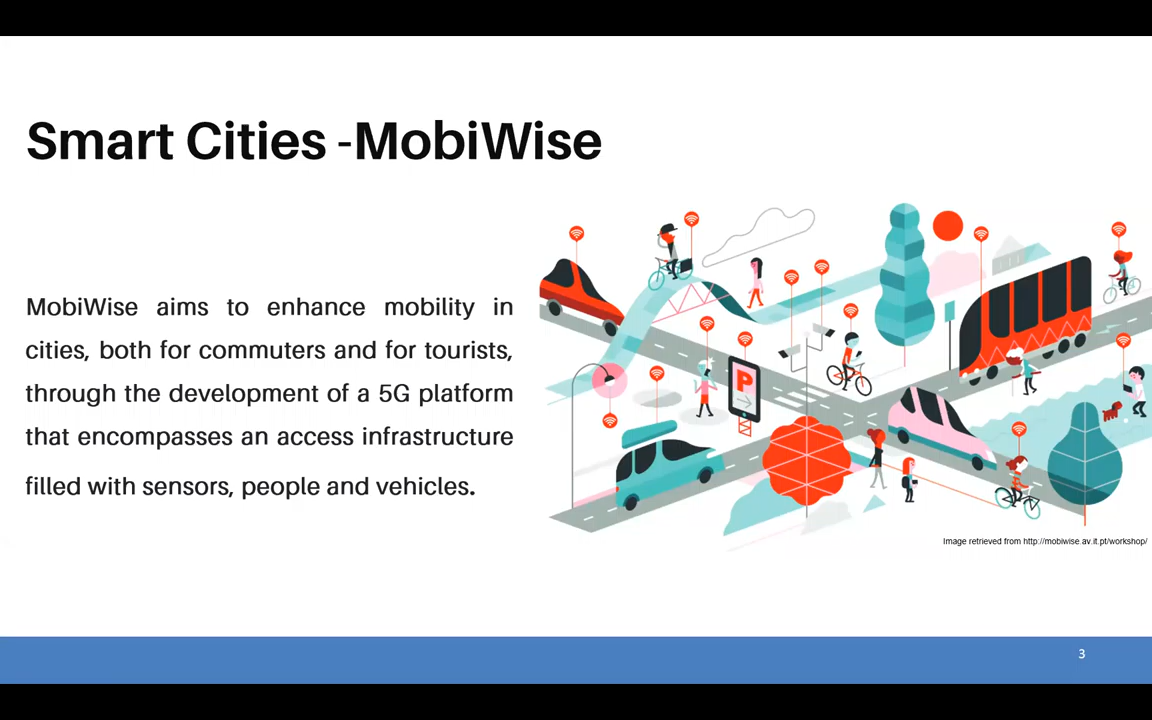 Smart Cities -MobiWise
MobiWise aims to enhance mobility in
cities, both for commuters and for tourists,
through the development of a 5G platform
that encompasses an access infrastructure
filled with sensors, people and vehicles.
P
Image retrieved from http://mobiwise.av.it.pt/workshop/
3